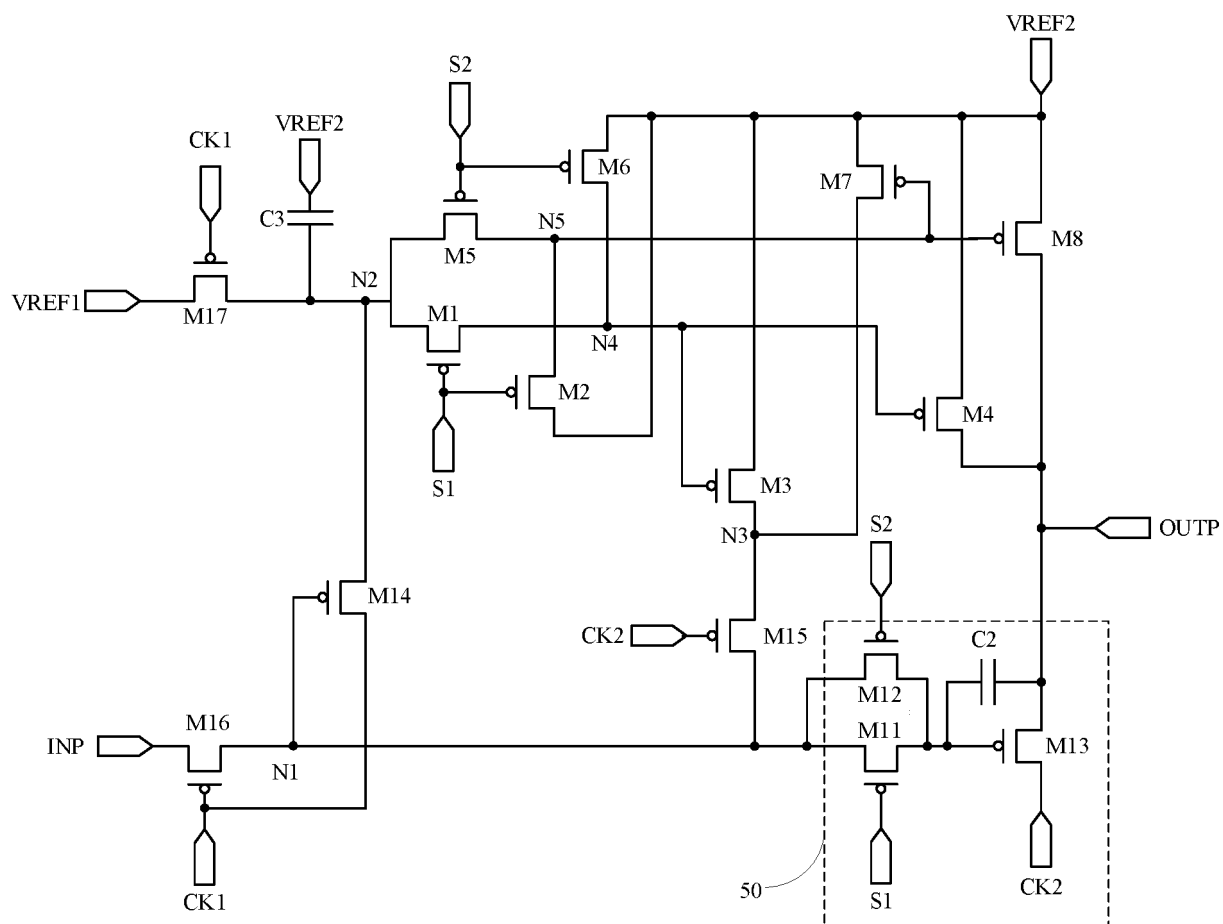 VREF2
S2
VREF2
CK1
M6
M7
C3
N5
M5
M8
N2
M1
VREF1
M17
N4
M2
M4
S1
M3
S2
N3
OUTP
M14
CK2
M15
C2
M12
M16
M11
INP
M13
N1
50
CK1
S1
CK2